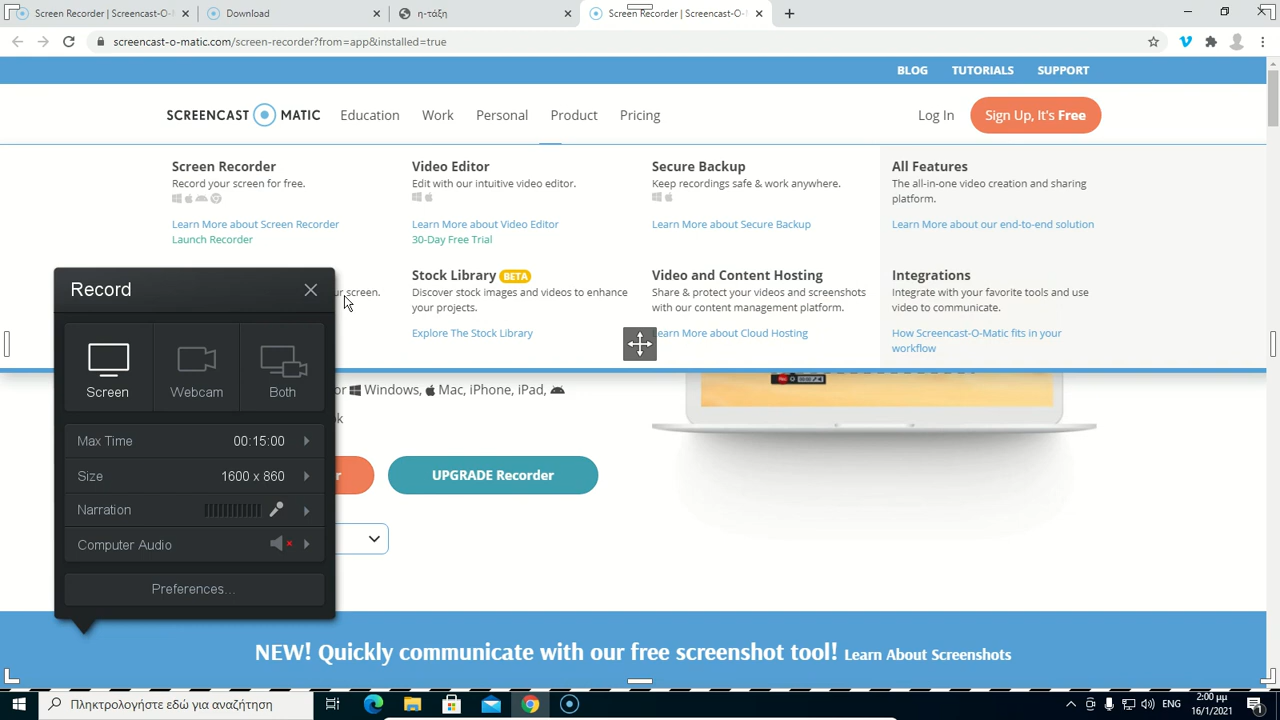 Screen Recorder | Screencast-O-M
Download
η-τάξη
Screen Recorder | Screencast-O-
screencast-o-matic.com/screen-recorder?from=app&installed=true
BLOG TUTORIALS SUPPORT
SCREENCAST MATIC Education Work Personal Product Pricing Log In Sign Up, It's Free
Screen Recorder
Record your screen for free.
Learn More about Screen Recorder
Launch Recorder
Video Editor
Edit with our intuitive video editor.
Learn More about Video Editor
30-Day Free Trial
Secure Backup
Keep recordings safe & work anywhere.
Learn More about Secure Backup
All Features
The all-in-one video creation and sharing
platform.
Learn More about our end-to-end solution
ur screen.
Stock Library BETA
Discover stock images and videos to enhance
your projects.
Explore The Stock Library
Video and Content Hosting
Share & protect your videos and screenshots
with our content management platform.
earn More about Cloud Hosting
Integrations
Integrate with your favorite tools and use
video to communicate.
How Screencast-O-Matic fits in your
workflow
Record
Screen Webcam Both
Max Time 00:15:00
Size 1600 x 860
Narration
Computer Audio
Preferences...
or Windows, Mac, iPhone, iPad,
ok
r UPGRADE Recorder
NEW! Quickly communicate with our free screenshot tool! Learn About Screenshots
Πληκτρολογήστε εδώ για αναζήτηση
ENG
2:00 μμ
16/1/2021